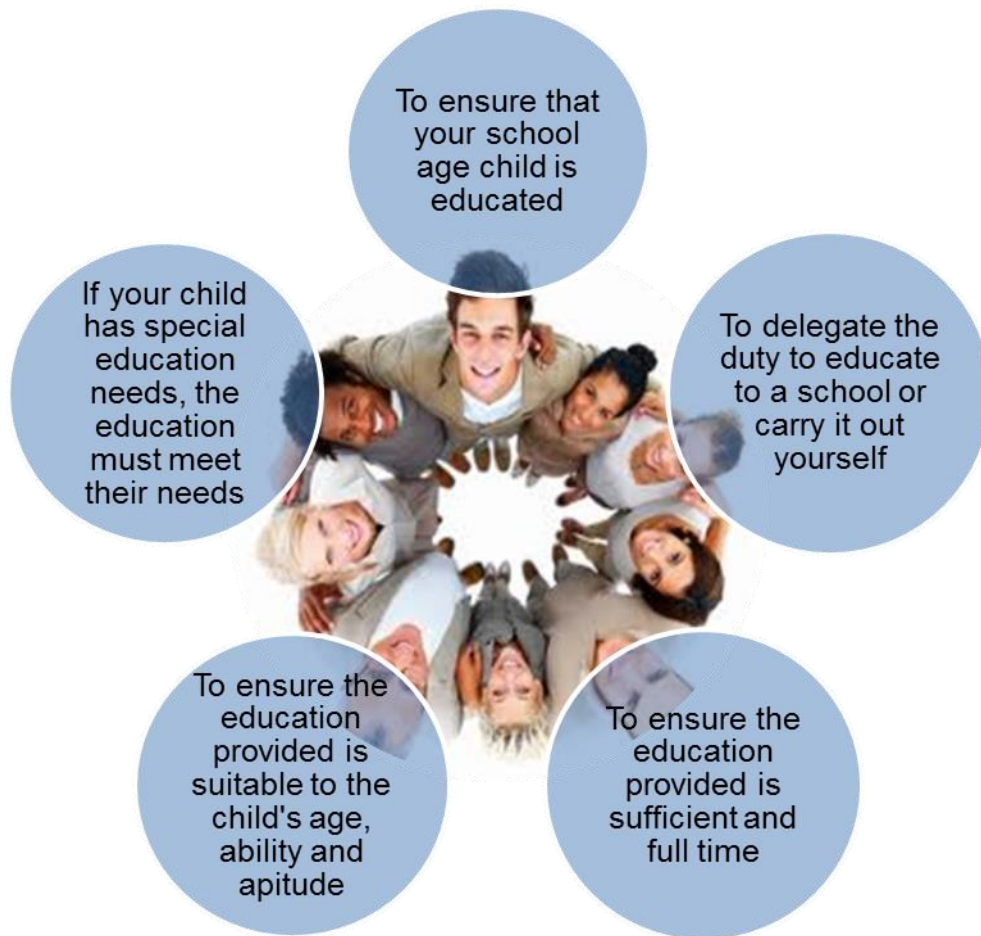 To ensure that
your school
age child is
educated
To delegate the
duty to educate
to a school or
carry it out
yourself
To ensure the
education
provided is
sufficient and
full time
To ensure the
education
provided is
suitable to the
child's age,
ability and
apitude
If your child
has special
education
needs, the
education
must meet
their needs